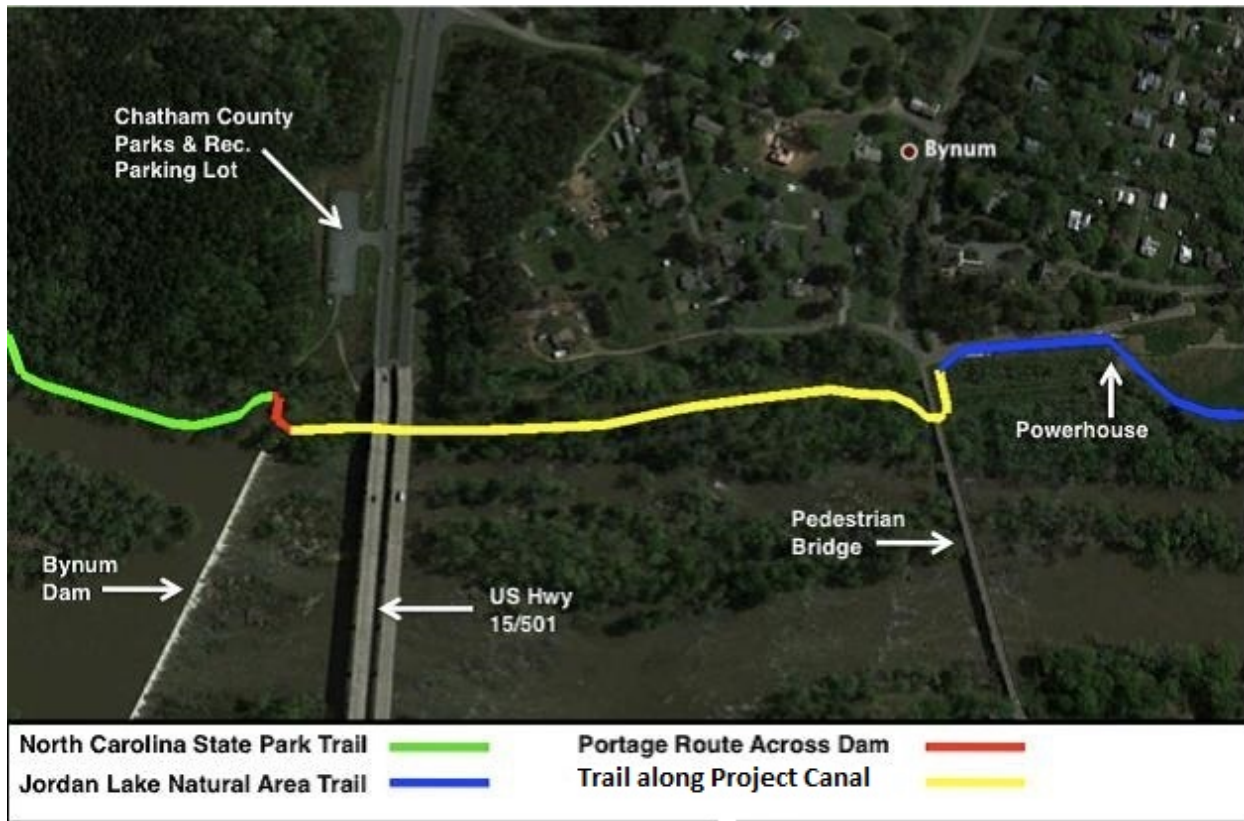 Chatham County
Parks & Rec.
Parking Lot
Bynum
Powerhouse
Pedestrian
Bridge
Bynum
Dam
US Hwy
15/501
North Carolina State Park Trail
Portage Route Across Dam
Jordan Lake Natural Area Trail
Trail along Project Canal